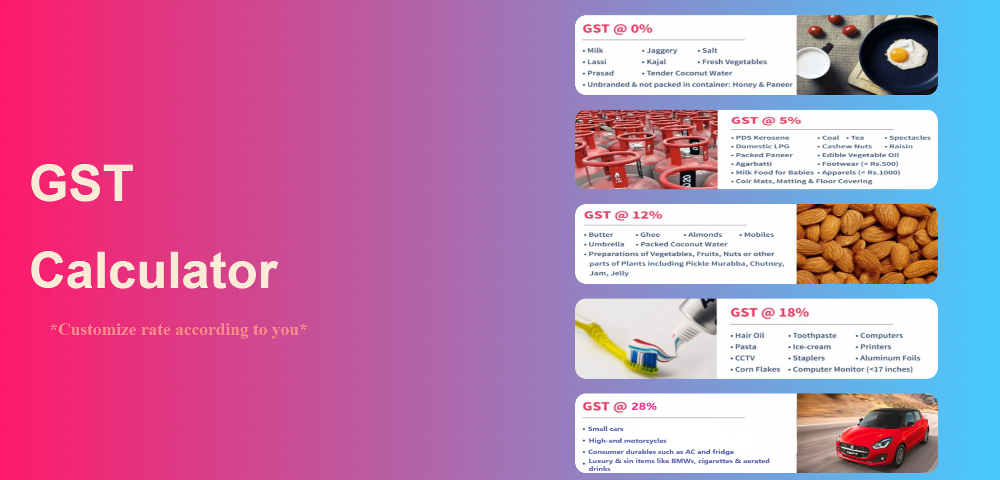 GST
Calculator
*Customize rate according to you*
GST @ 0%
• Milk • Jaggery • Salt
• Lassi • Kajal • Fresh Vegetables
• Prasad • Tender Coconut Water
• Unbranded & not packed in container: Honey & Paneer
GST @ 5%
• PDS Kerosene • Coal • Tea • Spectacles
• Domestic LPG • Cashew Nuts • Raisin
• Packed Paneer • Edible Vegetable Oil
• Agarbatti • Footwear (< Rs.500)
• Milk Food for Babies • Apparels (< Rs.1000)
• Coir Mats, Matting & Floor Covering
D20
GST @ 12%
• Butter • Ghee • Almonds • Mobiles
• Umbrella • Packed Coconut Water
• Preparations of Vegetables, Fruits, Nuts or other
parts of Plants including Pickle Murabba, Chutney,
Jam, Jelly
GST @ 18%
• Hair Oil • Toothpaste • Computers
• Pasta • Ice-cream • Printers
• CCTV • Staplers • Aluminum Foils
• Corn Flakes • Computer Monitor (<17 inches)
GST @ 28%
• Small cars
• High-end motorcycles
• Consumer durables such as AC and fridge
• Luxury & sin items like BMWs, cigarettes & aerated
drinks
SWIFT